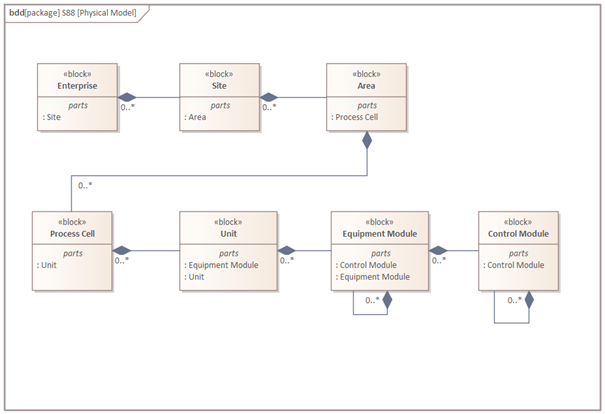 bdd[package] S88 [Physical Model]
«block»
Enterprise
parts
: Site
0..*
«block»
Site
parts
: Area
0..*
«block»
Area
parts
: Process Cell
0..*
«block»
Process Cell
parts
: Unit
0..*
«block»
Unit
parts
: Equipment Module
: Unit
0..*
«block»
Equipment Module
parts
: Control Module
: Equipment Module
0..*
0..*
«block»
Control Module
parts
: Control Module
0..*